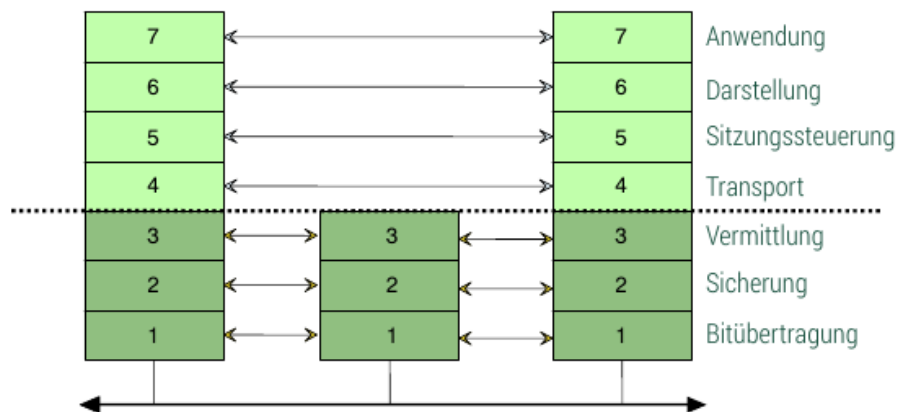 7 7 Anwendung
6 6 Darstellung
5 5 Sitzungssteuerung
4 4 Transport
3 3 3 Vermittlung
2 2 2 Sicherung
1 1 1 Bitübertragung